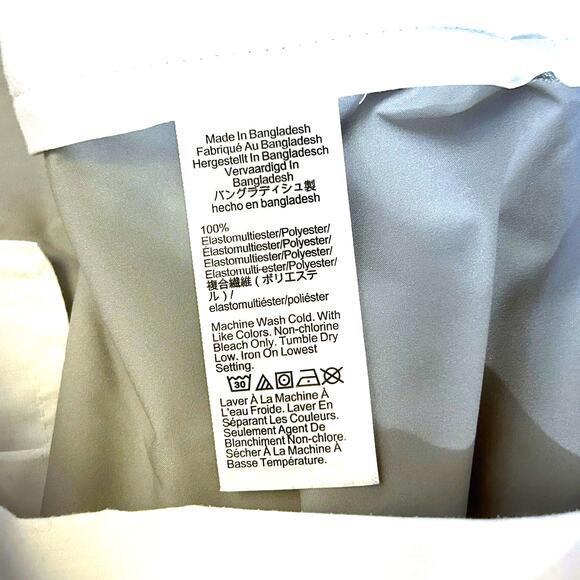 Made In Bangladesh
Fabriqué Au Bangladesh
Hergestellt In Bangladesch
Vervaardigd In
Bangladesh
バングラディシュ製
hecho en bangladesh
100%
Elastomultiester/Polyester/
Elastomultiester/Polyester/
Elastomultiester/Polyester/
Elastomulti-ester/Polyester/
複合繊維(ポリエステ
ル)/
elastomultiéster/poliéster
Machine Wash Cold. With
Like Colors. Non-chlorine
Bleach Only. Tumble Dry
Low. Iron On Lowest
Setting.
30
Laver À La Machine À
L'eau Froide. Laver En
Séparant Les Couleurs.
Seulement Agent De
Blanchiment Non-chlore.
Sécher À La Machine À
Basse Température.